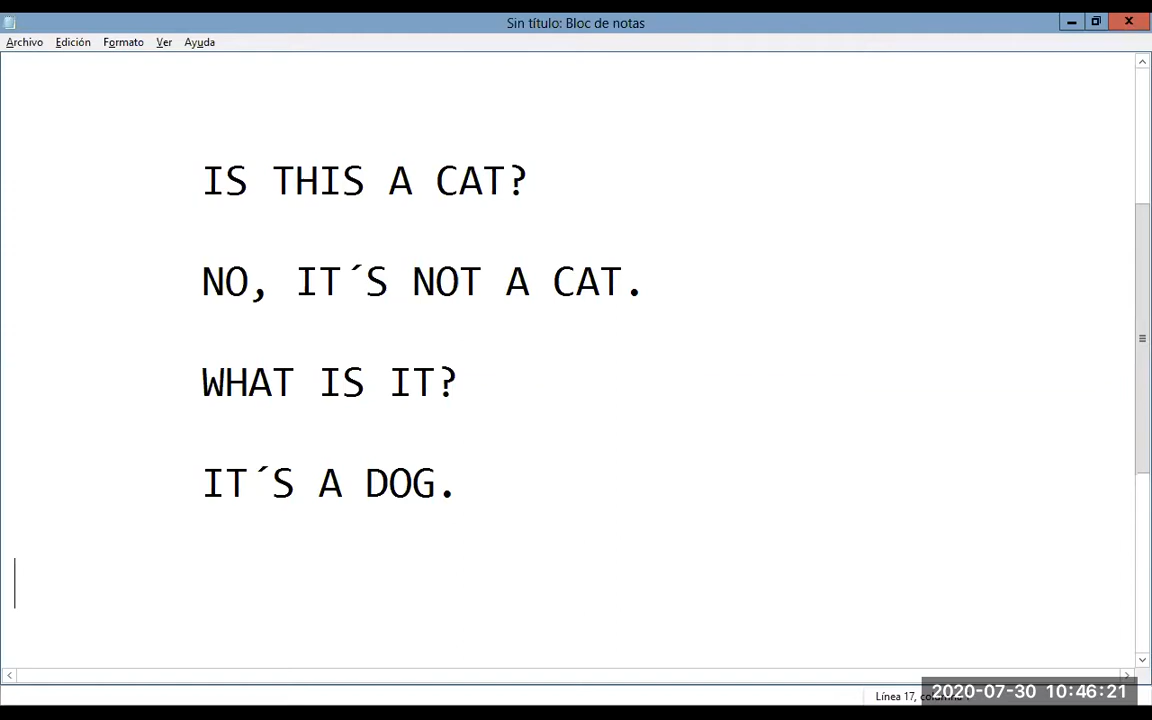 Sin título: Bloc de notas
Archivo Edición Formato Ver Ayuda
IS THIS A CAT?
NO, IT´S NOT A CAT.
WHAT IS IT?
IT´S A DOG.
Línea 17,
2020-07-30 10:46:21